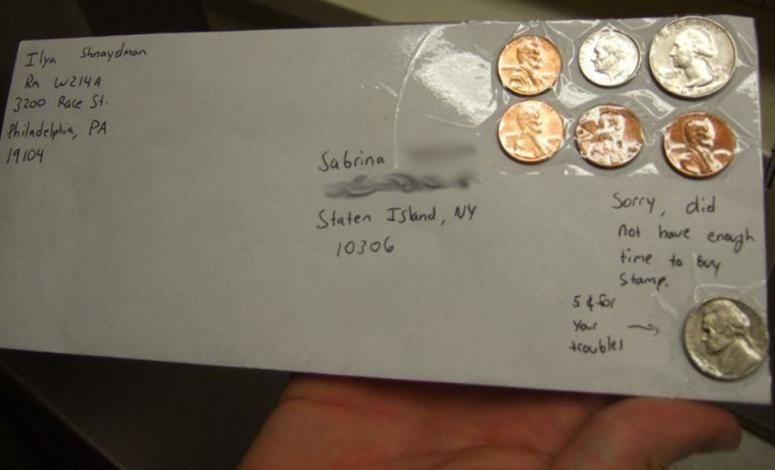 Ilya Shnaydman
Rm W214A
3200 Race St.
Philadelphia, PA
19104
Sabrina
Staten Island, NY
10306
Sorry, did
not have enough
time to buy
stamp.
5¢ for
your
troubles